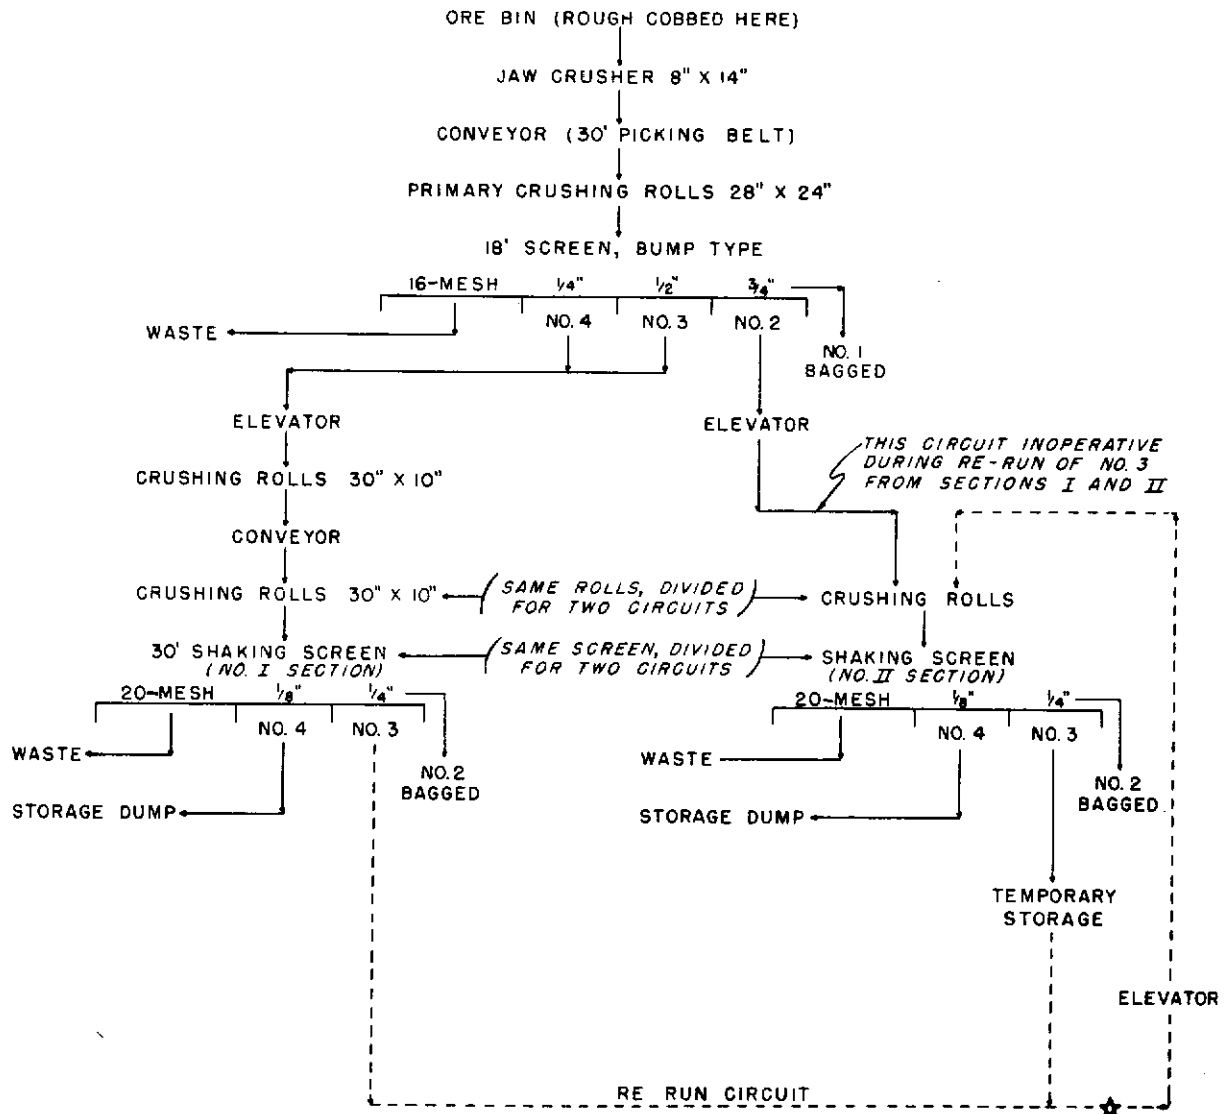 ORE BIN (ROUGH COBBED HERE)
JAW CRUSHER 8" X 14"
CONVEYOR (30' PICKING BELT)
PRIMARY CRUSHING ROLLS 28" X 24"
18' SCREEN, BUMP TYPE
16-MESH 1/4" 1/2" 3/4"
NO. 4 NO. 3 NO. 2
WASTE
NO. 1
BAGGED
ELEVATOR
ELEVATOR
THIS CIRCUIT INOPERATIVE
DURING RE-RUN OF NO. 3
FROM SECTIONS I AND II
CRUSHING ROLLS 30" X 10"
CONVEYOR
CRUSHING ROLLS 30" X 10"
(SAME ROLLS, DIVIDED
FOR TWO CIRCUITS)
CRUSHING ROLLS
30' SHAKING SCREEN
(NO. I SECTION)
(SAME SCREEN, DIVIDED
FOR TWO CIRCUITS)
SHAKING SCREEN
(NO. II SECTION)
20-MESH 1/8" 1/4"
NO. 4 NO. 3
WASTE
NO. 2
BAGGED
STORAGE DUMP
20-MESH 1/8" 1/4"
NO. 4 NO. 3
WASTE
NO. 2
BAGGED
STORAGE DUMP
TEMPORARY
STORAGE
ELEVATOR
RE RUN CIRCUIT